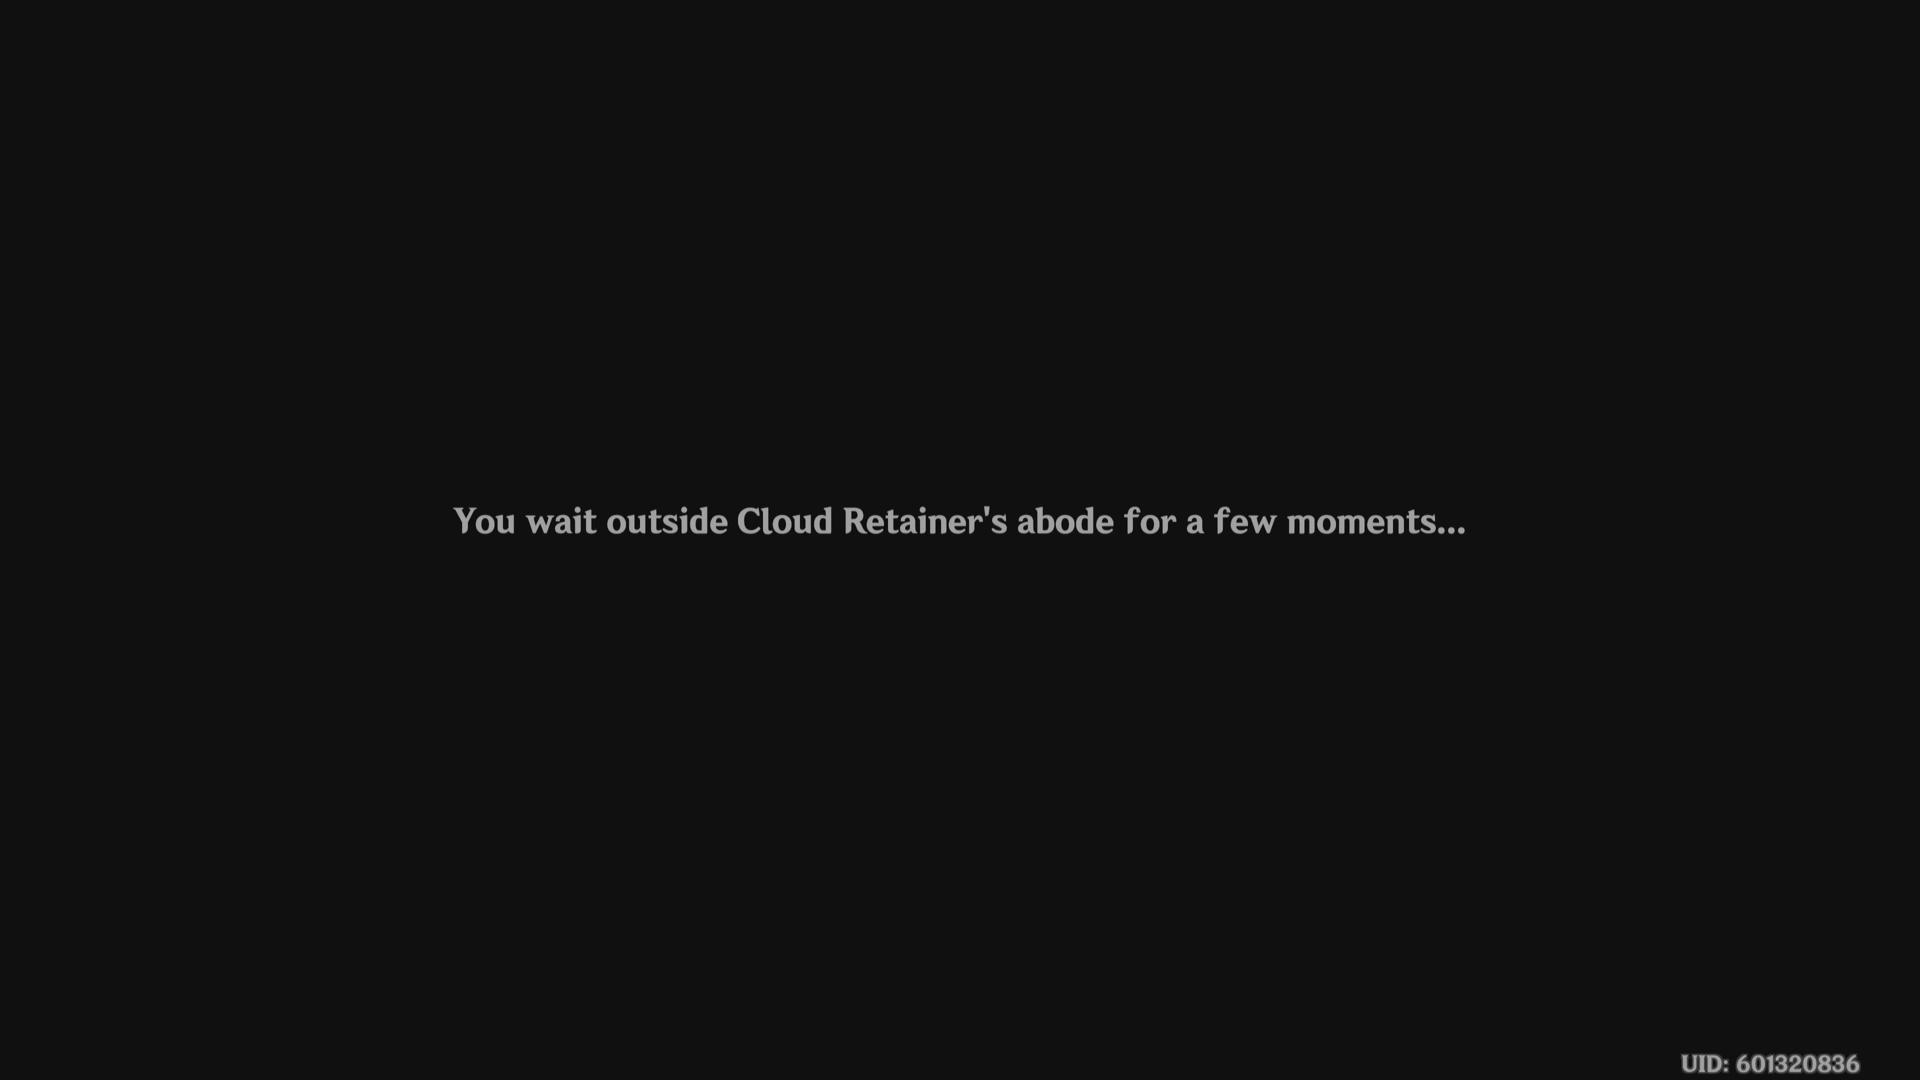 You wait outside Cloud Retainer's abode for a few moments...
UID: 601320836